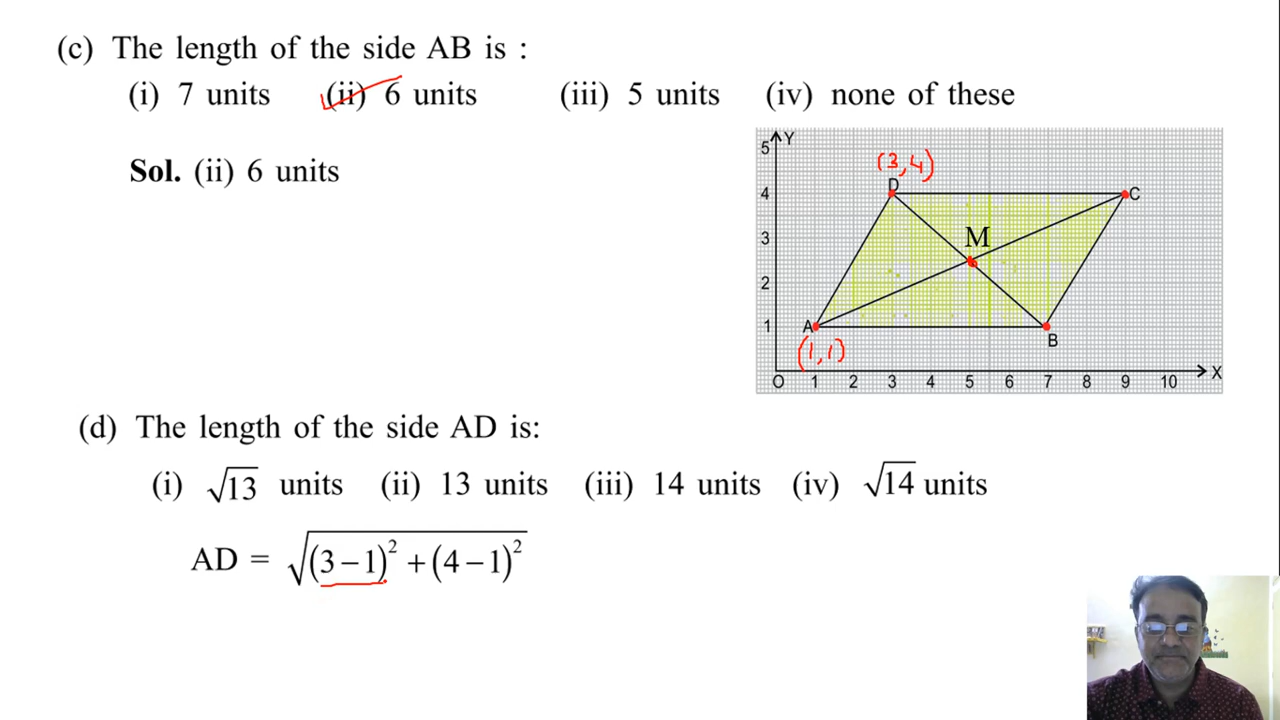 (c) The length of the side AB is :
(i) 7 units (ii) 6 units (iii) 5 units (iv) none of these
Sol. (ii) 6 units
Y
5
(3,4)
D
4
C
3
M
2
1
A
(1,1)
B
O 1 2 3 4 5 6 7 8 9 10 X
(d) The length of the side AD is:
(i) √13 units (ii) 13 units (iii) 14 units (iv) √14 units
AD = √((3−1)² + (4−1)²)